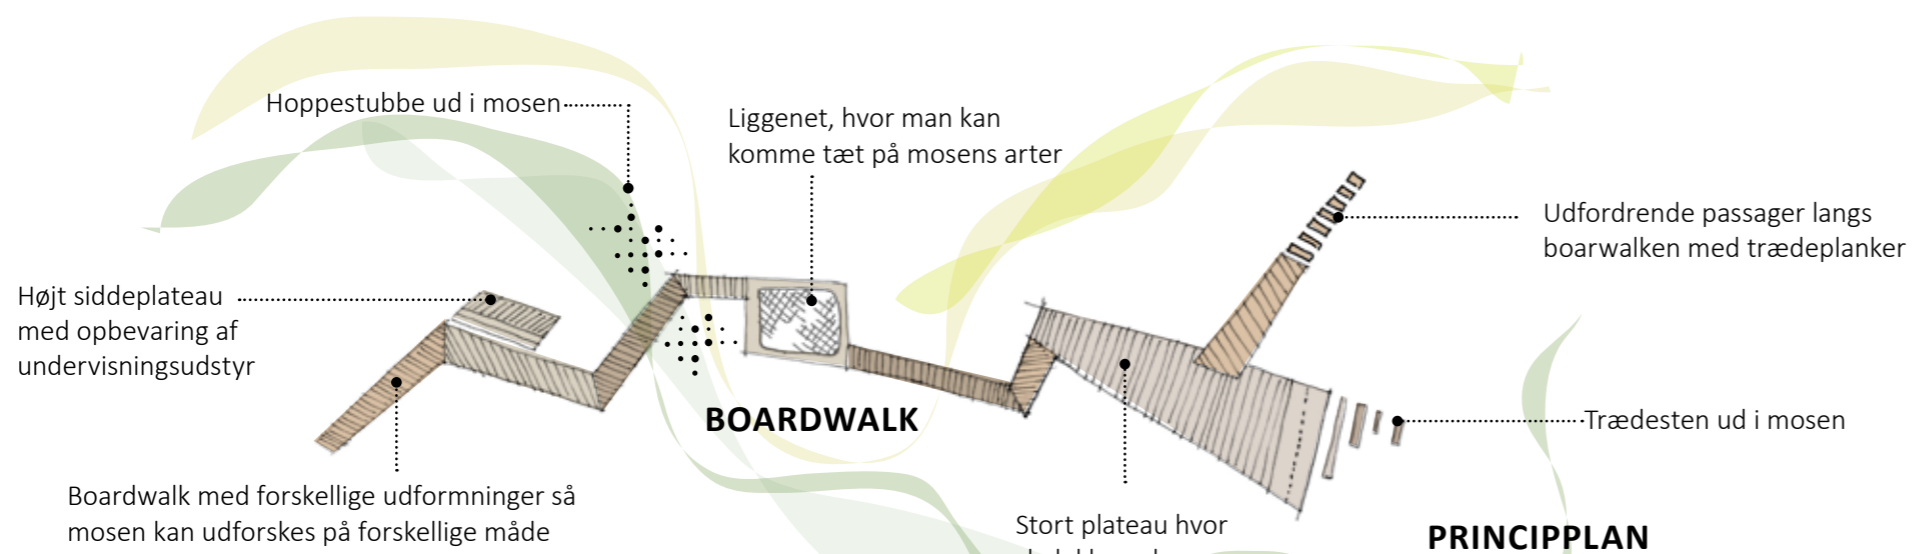 Hoppestubbe ud i mosen
Liggenet, hvor man kan
komme tæt på mosens arter
Udfordrende passager langs
boarwalken med trædeplanker
Højt siddeplateau
med opbevaring af
undervisningsudstyr
BOARDWALK
Trædesten ud i mosen
Boardwalk med forskellige udformninger så
mosen kan udforskes på forskellige måde
Stort plateau hvor
PRINCIPPLAN